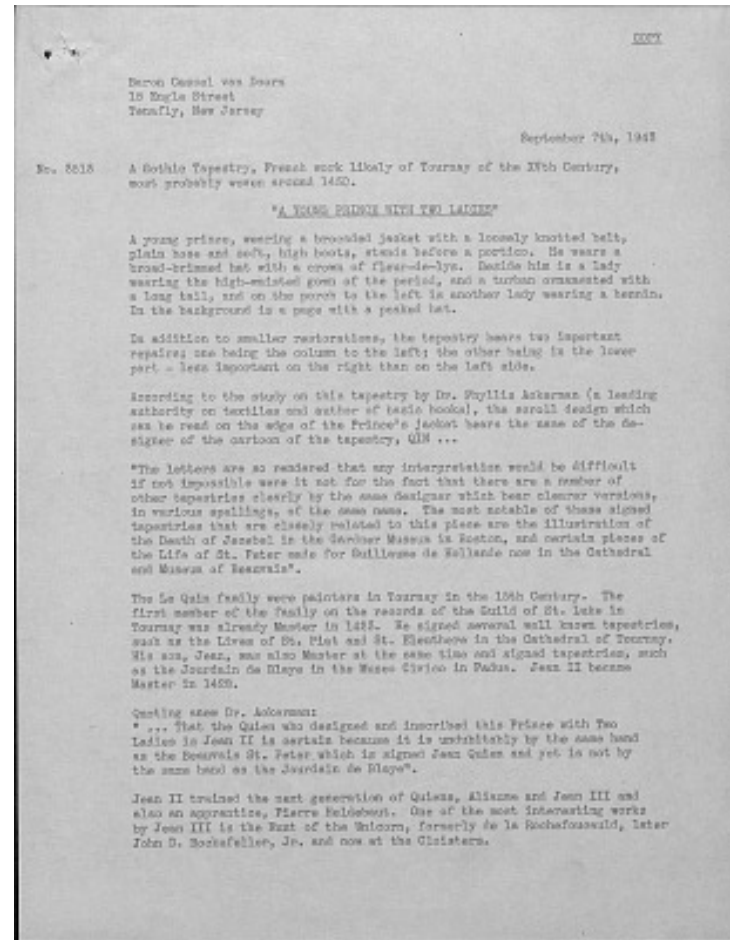 COPY
Baron Cassel van Doorn
15 Engle Street
Tenafly, New Jersey
September 7th, 194
No. A Gothic Tapestry, French work likely of Tournay of the XVth Century,
most probably woven around 1450.
"A YOUNG PRINCE WITH TWO LADIES"
A young prince, wearing a brocaded jacket with a loosely knotted belt,
plain hose and soft, high boots, stands before a portico. He wears a
broad-brimmed hat with a crown of fleur-de-lys. Beside him is a lady
wearing the high-waisted gown of the period, and a turban ornamented with
a long tail, and on the porch to the left is another lady wearing a hennin.
In the background is a page with a peaked hat.
In addition to smaller restorations, the tapestry bears two important
repairs; one being the column to the left; the other being in the lower
part - less important on the right than on the left side.
According to the study on this tapestry by Dr. Phyllis Ackerman (a leading
authority on textiles and author of basic books), the scroll design which
can be read on the edge of the Prince's jacket bears the name of the de-
signer of the cartoon of the tapestry, QIN ...
"The letters are so rendered that any interpretation would be difficult
if not impossible were it not for the fact that there are a number of
other tapestries clearly by the same designer which bear clearer versions,
in various spellings, of the same name. The most notable of these signed
tapestries that are closely related to this piece are the illustration of
the Death of Jezebel in the Gardner Museum in Boston, and certain pieces of
the Life of St. Peter made for Guillaume de Hollande now in the Cathedral
and Museum of Beauvais".
The Le Quin family were painters in Tournay in the 15th Century. The
first member of the family on the records of the Guild of St. Luke in
Tournay was already Master in 1423. He signed several well known tapestries,
such as the Lives of St. Piat and St. Eleuthere in the Cathedral of Tournay.
His son, Jean, was also Master at the same time and signed tapestries, such
as the Jourdain de Blaye in the Museo Civico in Padua. Jean II became
Master in
Quoting anew Dr. Ackerman:
" ... That the Quien who designed and inscribed this Prince with Two
Ladies is Jean II is certain because it is undubitably by the same hand
as the Beauvais St. Peter which is signed Jean Quien and yet is not by
the same hand as the Jourdain de Blaye".
Jean II trained the next generation of Quiens, Alianne and Jean III and
also an apprentice, Pierre One of the most interesting works
by Jean III is the Hunt of the Unicorn, formerly de la Rochefoucauld, later
John D. Rockefeller, Jr. and now at the Cloisters.